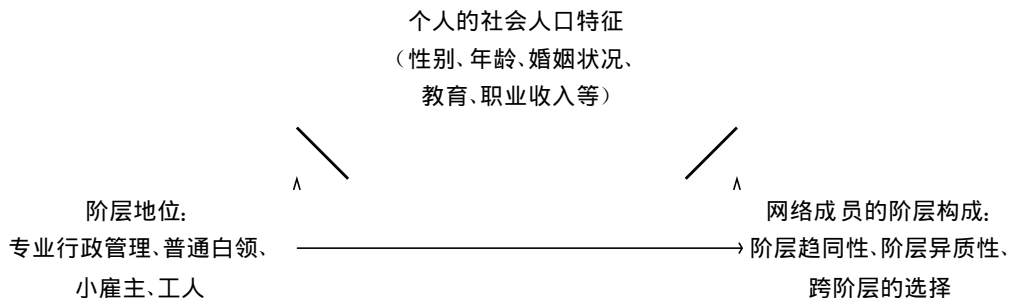 个人的社会人口特征
（性别、年龄、婚姻状况、
教育、职业收入等）
阶层地位:
专业行政管理、普通白领、
小雇主、工人
网络成员的阶层构成:
阶层趋同性、阶层异质性、
跨阶层的选择